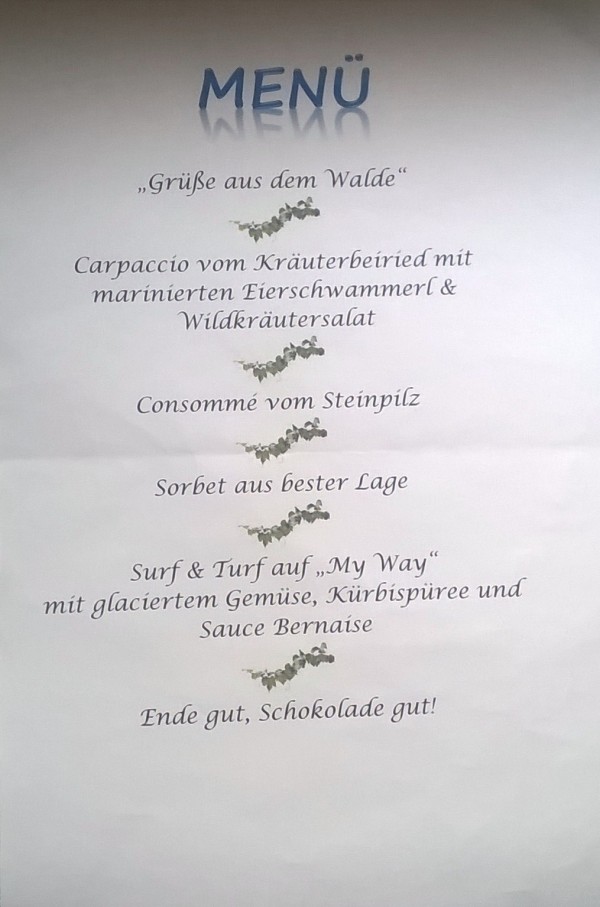 MENÜ
„Grüße aus dem Walde“
Carpaccio vom Kräuterbeiried mit
marinierten Eierschwammerl &
Wildkräutersalat
Consommé vom Steinpilz
Sorbet aus bester Lage
Surf & Turf auf „My Way“
mit glaciertem Gemüse, Kürbispüree und
Sauce Bernaise
Ende gut, Schokolade gut!